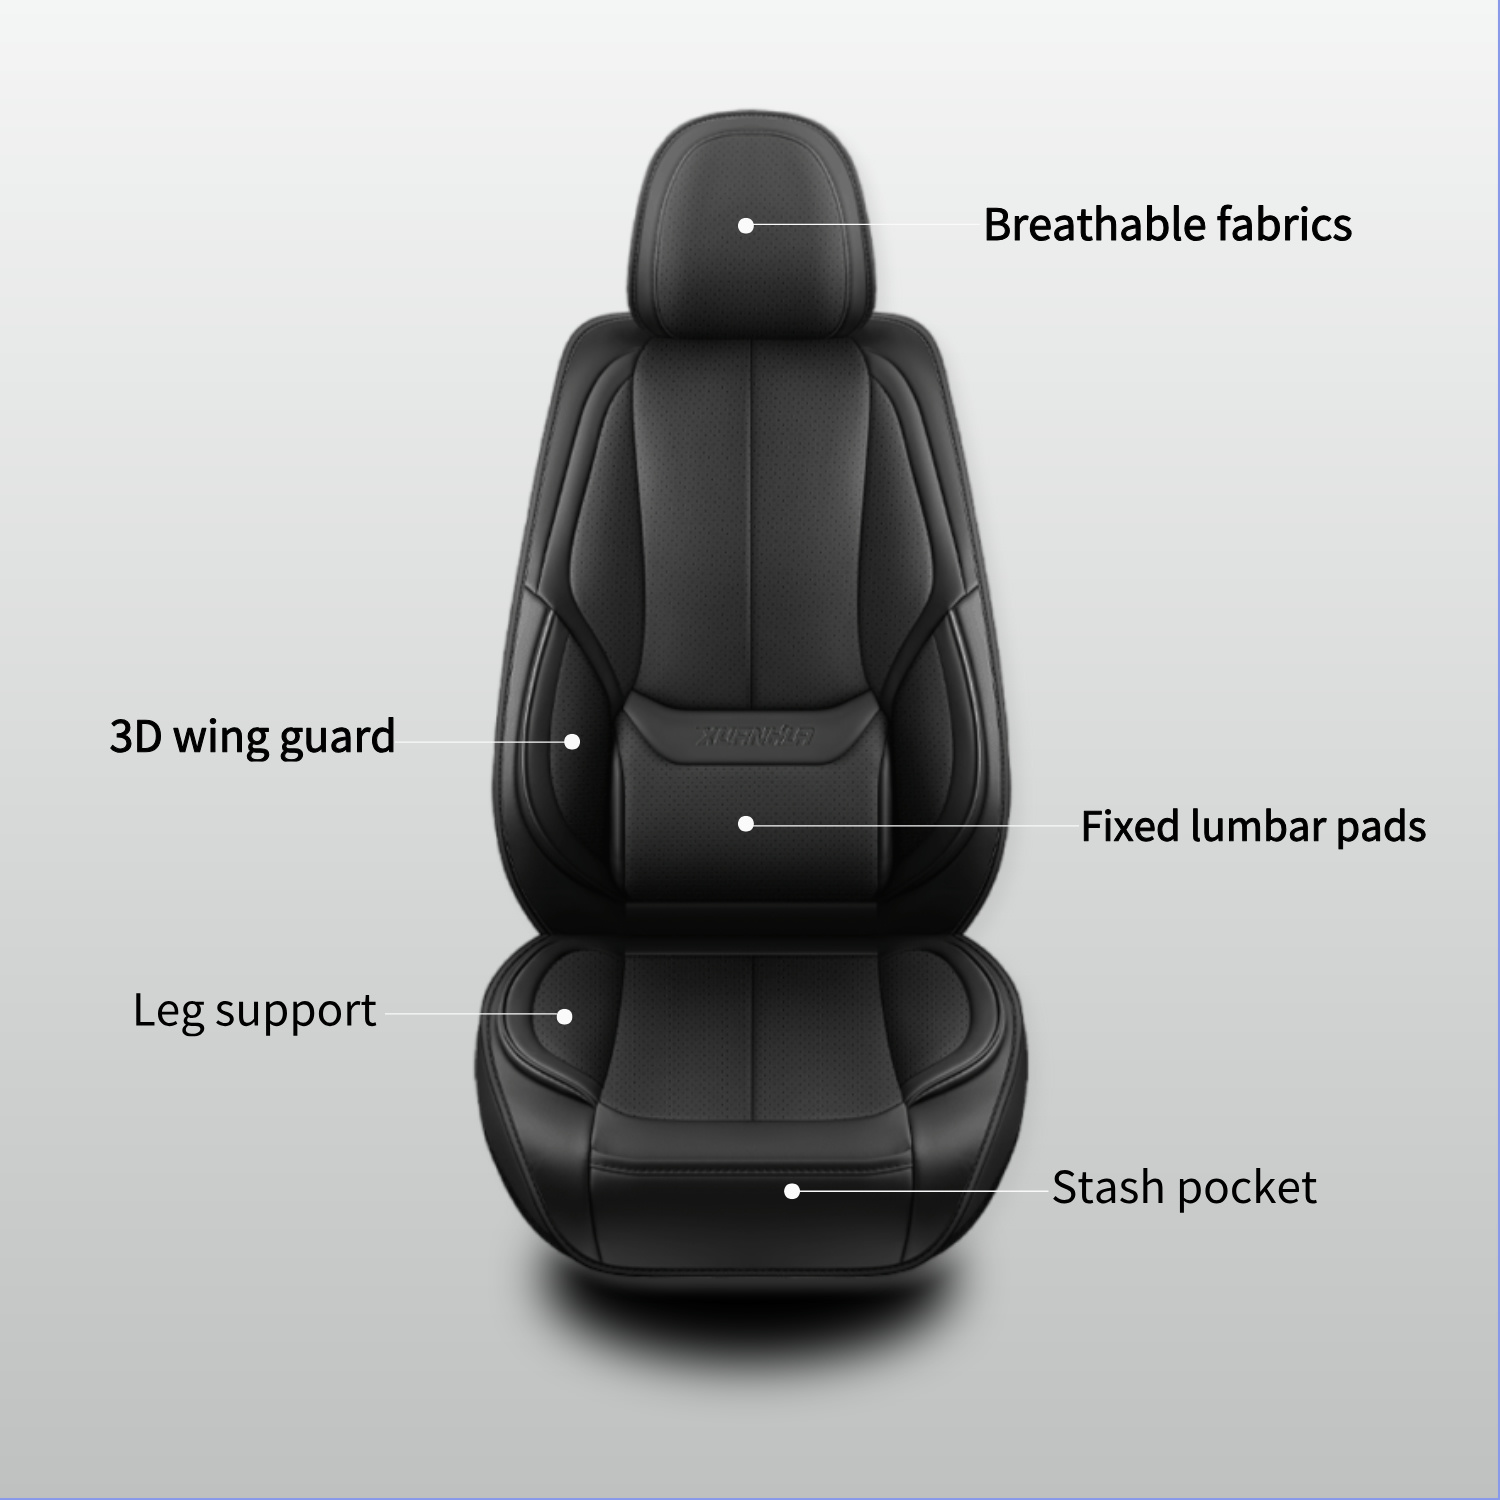 Breathable fabrics
3D wing guard
Fixed lumbar pads
Leg support
Stash pocket